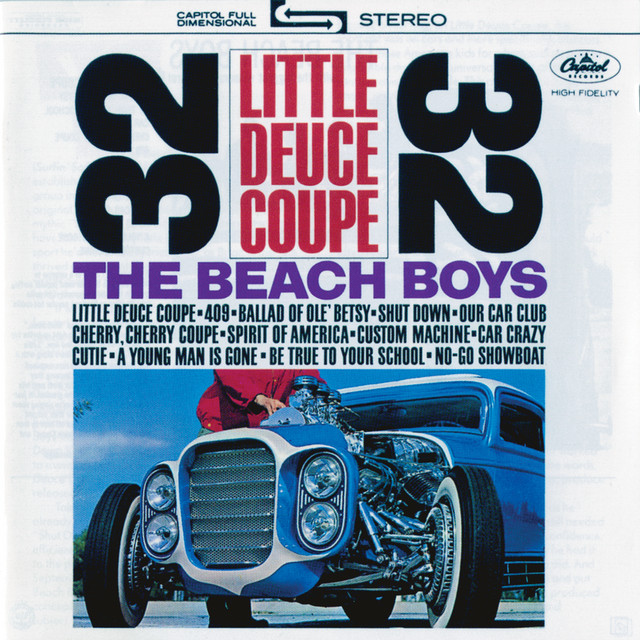 CAPITOL FULL DIMENSIONAL STEREO
Capitol
RECORDS
HIGH FIDELITY
32
LITTLE
DEUCE
COUPE
32
THE BEACH BOYS
LITTLE DEUCE COUPE▪409▪BALLAD OF OLE' BETSY▪SHUT DOWN▪OUR CAR CLUB
CHERRY, CHERRY COUPE▪SPIRIT OF AMERICA▪CUSTOM MACHINE▪CAR CRAZY
CUTIE▪A YOUNG MAN IS GONE▪BE TRUE TO YOUR SCHOOL▪NO-GO SHOWBOAT